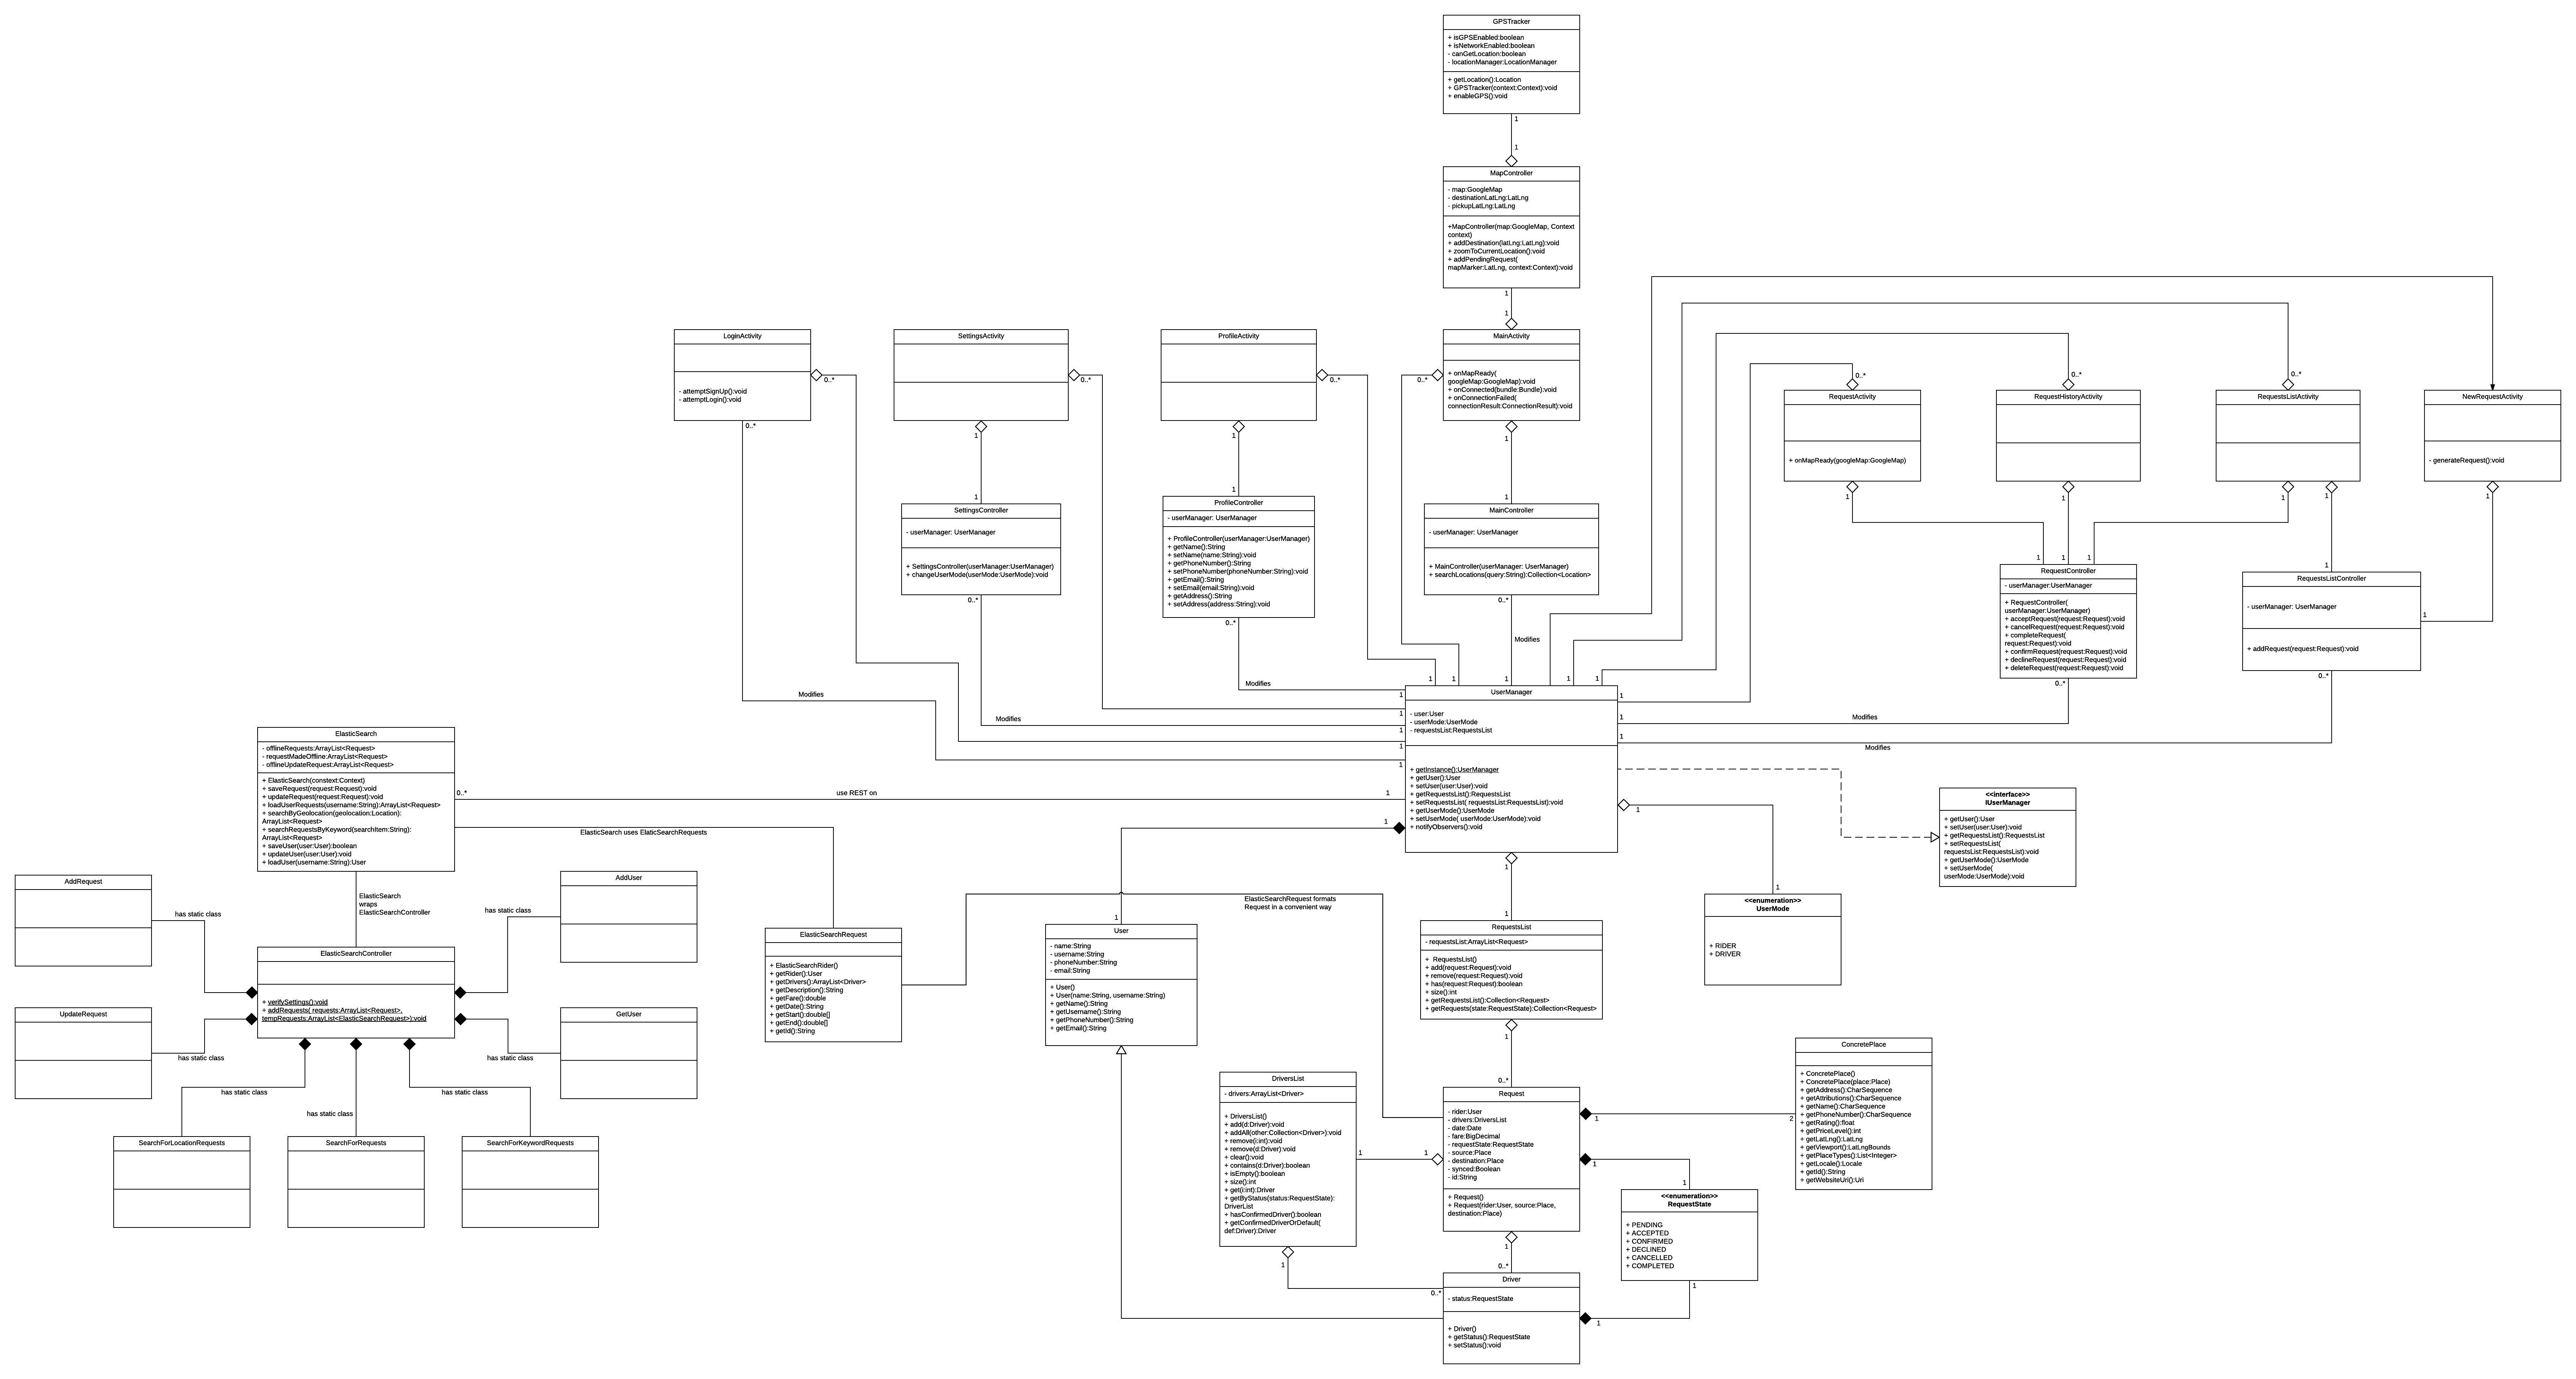 GPSTracker
+ isGPSEnabled:boolean
+ isNetworkEnabled:boolean
- canGetLocation:boolean
- locationManager:LocationManager
+ getLocation():Location
+ GPSTracker(context:Context):void
+ enableGPS():void
1
1
MapController
- map:GoogleMap
- destinationLatLng:LatLng
- pickupLatLng:LatLng
+MapController(map:GoogleMap, Context
context)
+ addDestination(latLng:LatLng):void
+ zoomToCurrentLocation():void
+ addPendingRequest(
mapMarker:LatLng, context:Context):void
1
1
LoginActivity
- attemptSignUp():void
- attemptLogin():void
0..*
0..*
SettingsActivity
0..*
1
1
ProfileActivity
0..*
1
1
MainActivity
+ onMapReady(
googleMap:GoogleMap):void
+ onConnected(bundle:Bundle):void
+ onConnectionFailed(
connectionResult:ConnectionResult):void
0..*
1
1
RequestActivity
+ onMapReady(googleMap:GoogleMap)
0..*
1
1
RequestHistoryActivity
0..*
1
1
RequestsListActivity
0..*
1
1
1
1
NewRequestActivity
- generateRequest():void
1
1
SettingsController
- userManager: UserManager
+ SettingsController(userManager:UserManager)
+ changeUserMode(userMode:UserMode):void
0..*
ProfileController
- userManager: UserManager
+ ProfileController(userManager:UserManager)
+ getName():String
+ setName(name:String):void
+ getPhoneNumber():String
+ setPhoneNumber(phoneNumber:String):void
+ getEmail():String
+ setEmail(email:String):void
+ getAddress():String
+ setAddress(address:String):void
0..*
MainController
- userManager: UserManager
+ MainController(userManager: UserManager)
+ searchLocations(query:String):Collection<Location>
0..*
RequestController
- userManager:UserManager
+ RequestController(
userManager:UserManager)
+ acceptRequest(request:Request):void
+ cancelRequest(request:Request):void
+ completeRequest(
request:Request):void
+ confirmRequest(request:Request):void
+ declineRequest(request:Request):void
+ deleteRequest(request:Request):void
0..*
RequestsListController
- userManager: UserManager
+ addRequest(request:Request):void
0..*
Modifies
Modifies
Modifies
Modifies
Modifies
Modifies
1
1
1
1
1
1
1
1
1
1
1
1
1
1
UserManager
- user:User
- userMode:UserMode
- requestsList:RequestsList
+ getInstance():UserManager
+ getUser():User
+ setUser(user:User):void
+ getRequestsList():RequestsList
+ setRequestsList( requestsList:RequestsList):void
+ getUserMode():UserMode
+ setUserMode( userMode:UserMode):void
+ notifyObservers():void
ElasticSearch
- offlineRequests:ArrayList<Request>
- requestMadeOffline:ArrayList<Request>
- offlineUpdateRequest:ArrayList<Request>
+ ElasticSearch(constext:Context)
+ saveRequest(request:Request):void
+ updateRequest(request:Request):void
+ loadUserRequests(username:String):ArrayList<Request>
+ searchByGeolocation(geolocation:Location):
ArrayList<Request>
+ searchRequestsByKeyword(searchItem:String):
ArrayList<Request>
+ saveUser(user:User):boolean
+ updateUser(user:User):void
+ loadUser(username:String):User
0..*
use REST on
1
ElasticSearch uses ElaticSearchRequests
1
1
1
1
<<interface>>
IUserManager
+ getUser():User
+ setUser(user:User):void
+ getRequestsList():RequestsList
+ setRequestsList(
requestsList:RequestsList):void
+ getUserMode():UserMode
+ setUserMode(
userMode:UserMode):void
<<enumeration>>
UserMode
+ RIDER
+ DRIVER
AddRequest
has static class
AddUser
has static class
ElasticSearch
wraps
ElasticSearchController
ElasticSearchController
+ verifySettings():void
+ addRequests( requests:ArrayList<Request>,
tempRequests:ArrayList<ElasticSearchRequest>):void
UpdateRequest
has static class
GetUser
has static class
has static class
has static class
has static class
SearchForLocationRequests
SearchForRequests
SearchForKeywordRequests
ElasticSearchRequest
+ ElasticSearchRider()
+ getRider():User
+ getDrivers():ArrayList<Driver>
+ getDescription():String
+ getFare():double
+ getDate():String
+ getStart():double[]
+ getEnd():double[]
+ getId():String
ElasticSearchRequest formats
Request in a convenient way
1
User
- name:String
- username:String
- phoneNumber:String
- email:String
+ User()
+ User(name:String, username:String)
+ getName():String
+ getUsername():String
+ getPhoneNumber():String
+ getEmail():String
1
RequestsList
- requestsList:ArrayList<Request>
+  RequestsList()
+ add(request:Request):void
+ remove(request:Request):void
+ has(request:Request):boolean
+ size():int
+ getRequestsList():Collection<Request>
+ getRequests(state:RequestState):Collection<Request>
1
0..*
DriversList
- drivers:ArrayList<Driver>
+ DriversList()
+ add(d:Driver):void
+ addAll(other:Collection<Driver>):void
+ remove(i:int):void
+ remove(d:Driver):void
+ clear():void
+ contains(d:Driver):boolean
+ isEmpty():boolean
+ size():int
+ get(i:int):Driver
+ getByStatus(status:RequestState):
DriverList
+ hasConfirmedDriver():boolean
+ getConfirmedDriverOrDefault(
def:Driver):Driver
1
1
1
0..*
Request
- rider:User
- drivers:DriversList
- date:Date
- fare:BigDecimal
- requestState:RequestState
- source:Place
- destination:Place
- synced:Boolean
- id:String
+ Request()
+ Request(rider:User, source:Place,
destination:Place)
1
2
1
1
1
0..*
ConcretePlace
+ ConcretePlace()
+ ConcretePlace(place:Place)
+ getAddress():CharSequence
+ getAttributions():CharSequence
+ getName():CharSequence
+ getPhoneNumber():CharSequence
+ getRating():float
+ getPriceLevel():int
+ getLatLng():LatLng
+ getViewport():LatLngBounds
+ getPlaceTypes():List<Integer>
+ getLocale():Locale
+ getId():String
+ getWebsiteUri():Uri
<<enumeration>>
RequestState
+ PENDING
+ ACCEPTED
+ CONFIRMED
+ DECLINED
+ CANCELLED
+ COMPLETED
1
1
Driver
- status:RequestState
+ Driver()
+ getStatus():RequestState
+ setStatus():void